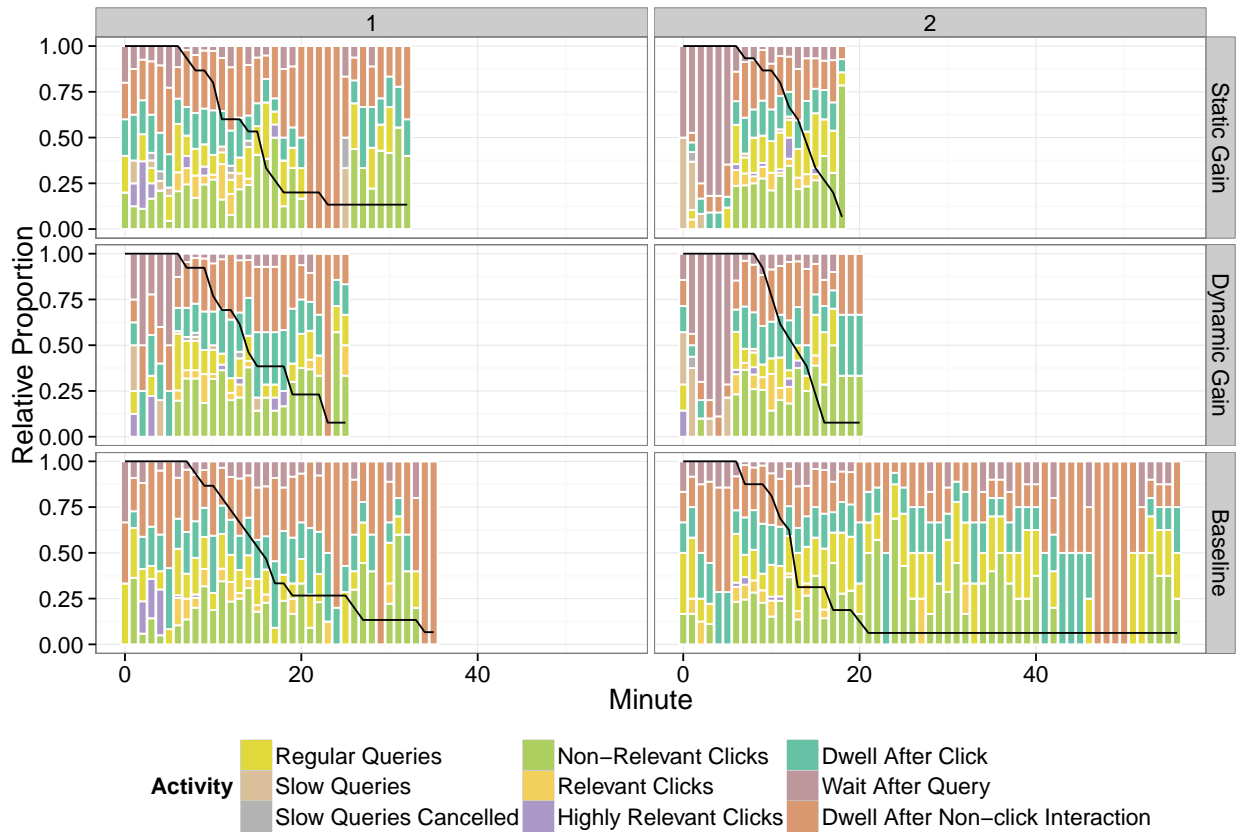 1
2
1.00
0.75
0.50
0.25
0.00
Static Gain
1.00
0.75
0.50
0.25
0.00
Dynamic Gain
1.00
0.75
0.50
0.25
0.00
Baseline
Relative Proportion
0
20
40
0
20
40
Minute
Activity
Regular Queries
Slow Queries
Slow Queries Cancelled
Non−Relevant Clicks
Relevant Clicks
Highly Relevant Clicks
Dwell After Click
Wait After Query
Dwell After Non−click Interaction